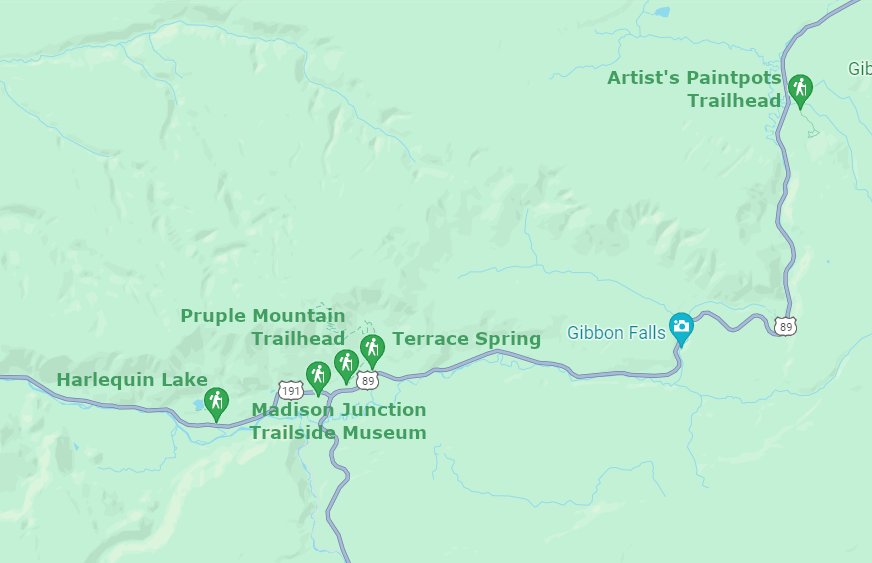 Artist's Paintpots
Trailhead
Gib
89
Gibbon Falls
Pruple Mountain
Trailhead
Terrace Spring
Harlequin Lake
191
89
Madison Junction
Trailside Museum